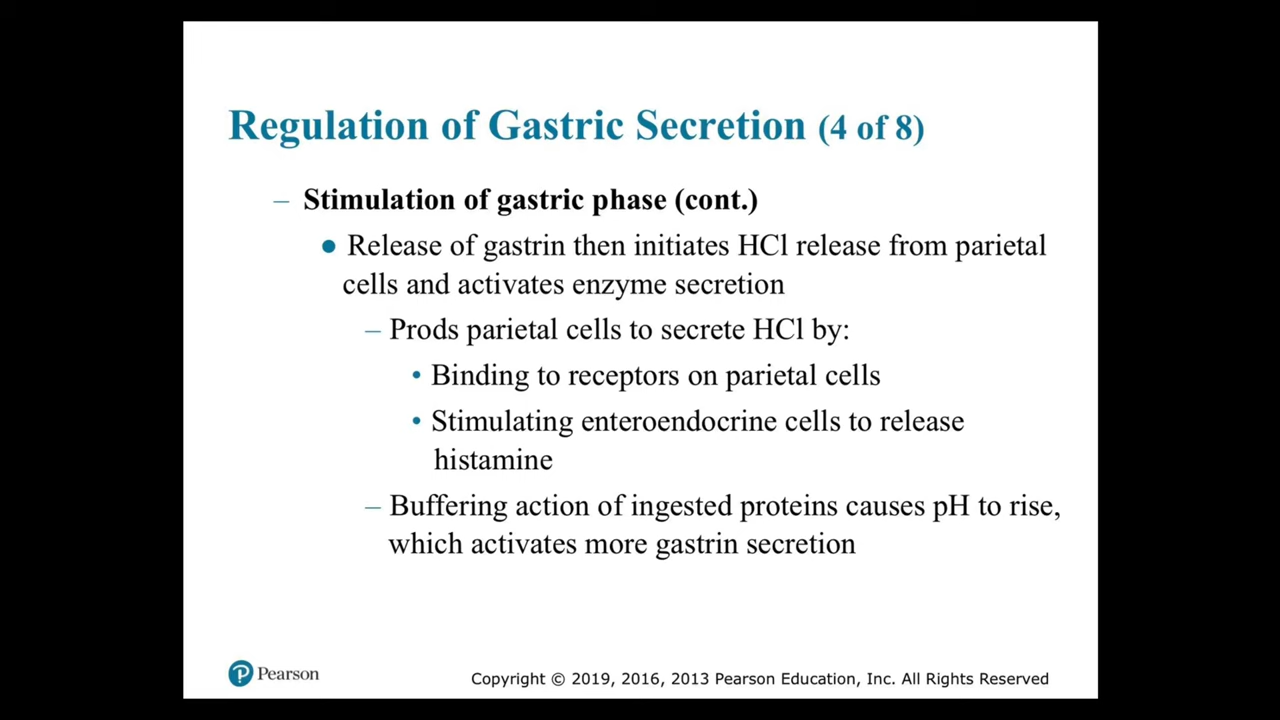 Regulation of Gastric Secretion (4 of 8)
– Stimulation of gastric phase (cont.)
● Release of gastrin then initiates HCl release from parietal
cells and activates enzyme secretion
– Prods parietal cells to secrete HCl by:
• Binding to receptors on parietal cells
• Stimulating enteroendocrine cells to release
histamine
– Buffering action of ingested proteins causes pH to rise,
which activates more gastrin secretion
P Pearson
Copyright © 2019, 2016, 2013 Pearson Education, Inc. All Rights Reserved